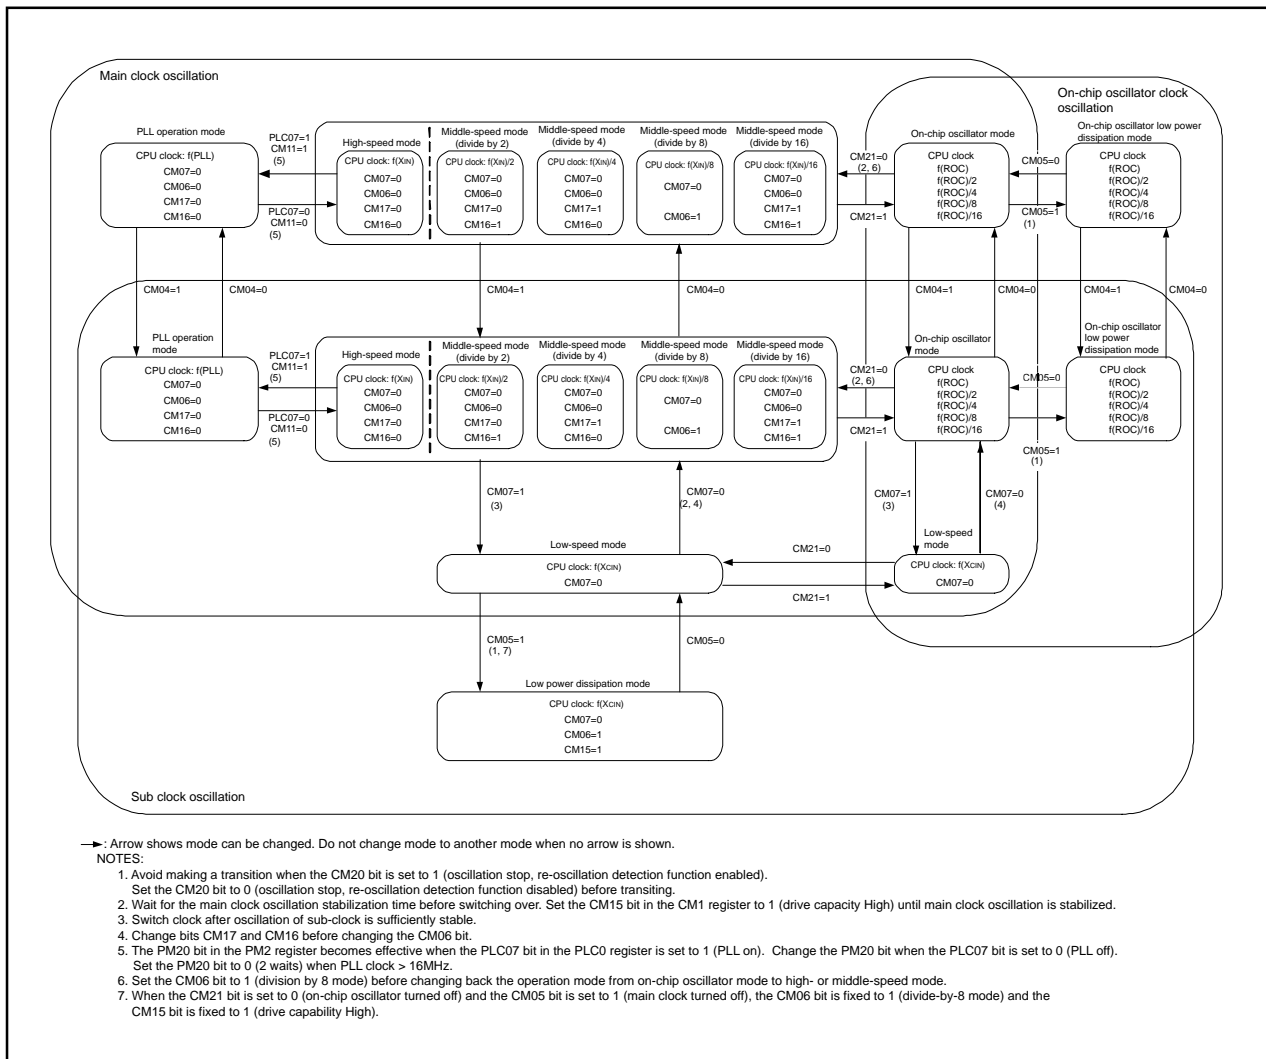 Main clock oscillation
On-chip oscillator clock
oscillation
PLL operation mode
CPU clock: f(PLL)
CM07=0
CM06=0
CM17=0
CM16=0
PLC07=1
CM11=1
(5)
PLC07=0
CM11=0
(5)
High-speed mode
CPU clock: f(XIN)
CM07=0
CM06=0
CM17=0
CM16=0
Middle-speed mode
(divide by 2)
CPU clock: f(XIN)/2
CM07=0
CM06=0
CM17=0
CM16=1
Middle-speed mode
(divide by 4)
CPU clock: f(XIN)/4
CM07=0
CM06=0
CM17=1
CM16=0
Middle-speed mode
(divide by 8)
CPU clock: f(XIN)/8
CM07=0
CM06=1
Middle-speed mode
(divide by 16)
CPU clock: f(XIN)/16
CM07=0
CM06=0
CM17=1
CM16=1
CM21=0
(2, 6)
CM21=1
On-chip oscillator mode
CPU clock
f(ROC)
f(ROC)/2
f(ROC)/4
f(ROC)/8
f(ROC)/16
CM05=0
CM05=1
(1)
On-chip oscillator low power
dissipation mode
CPU clock
f(ROC)
f(ROC)/2
f(ROC)/4
f(ROC)/8
f(ROC)/16
CM04=1
CM04=0
CM04=1
CM04=0
CM04=1
CM04=0
CM04=1
CM04=0
PLL operation
mode
CPU clock: f(PLL)
CM07=0
CM06=0
CM17=0
CM16=0
PLC07=1
CM11=1
(5)
PLC07=0
CM11=0
(5)
High-speed mode
CPU clock: f(XIN)
CM07=0
CM06=0
CM17=0
CM16=0
Middle-speed mode
(divide by 2)
CPU clock: f(XIN)/2
CM07=0
CM06=0
CM17=0
CM16=1
Middle-speed mode
(divide by 4)
CPU clock: f(XIN)/4
CM07=0
CM06=0
CM17=1
CM16=0
Middle-speed mode
(divide by 8)
CPU clock: f(XIN)/8
CM07=0
CM06=1
Middle-speed mode
(divide by 16)
CPU clock: f(XIN)/16
CM07=0
CM06=0
CM17=1
CM16=1
CM21=0
(2, 6)
CM21=1
On-chip oscillator
mode
CPU clock
f(ROC)
f(ROC)/2
f(ROC)/4
f(ROC)/8
f(ROC)/16
CM05=0
CM05=1
(1)
On-chip oscillator
low power
dissipation mode
CPU clock
f(ROC)
f(ROC)/2
f(ROC)/4
f(ROC)/8
f(ROC)/16
CM07=1
(3)
CM07=0
(2, 4)
CM07=1
(3)
CM07=0
(4)
Low-speed mode
CPU clock: f(XCIN)
CM07=0
CM21=0
CM21=1
Low-speed
mode
CPU clock: f(XCIN)
CM07=0
CM05=1
(1, 7)
CM05=0
Low power dissipation mode
CPU clock: f(XCIN)
CM07=0
CM06=1
CM15=1
Sub clock oscillation
: Arrow shows mode can be changed. Do not change mode to another mode when no arrow is shown.
NOTES:
1. Avoid making a transition when the CM20 bit is set to 1 (oscillation stop, re-oscillation detection function enabled).
Set the CM20 bit to 0 (oscillation stop, re-oscillation detection function disabled) before transiting.
2. Wait for the main clock oscillation stabilization time before switching over. Set the CM15 bit in the CM1 register to 1 (drive capacity High) until main clock oscillation is stabilized.
3. Switch clock after oscillation of sub-clock is sufficiently stable.
4. Change bits CM17 and CM16 before changing the CM06 bit.
5. The PM20 bit in the PM2 register becomes effective when the PLC07 bit in the PLC0 register is set to 1 (PLL on). Change the PM20 bit when the PLC07 bit is set to 0 (PLL off).
Set the PM20 bit to 0 (2 waits) when PLL clock > 16MHz.
6. Set the CM06 bit to 1 (division by 8 mode) before changing back the operation mode from on-chip oscillator mode to high- or middle-speed mode.
7. When the CM21 bit is set to 0 (on-chip oscillator turned off) and the CM05 bit is set to 1 (main clock turned off), the CM06 bit is fixed to 1 (divide-by-8 mode) and the
CM15 bit is fixed to 1 (drive capability High).